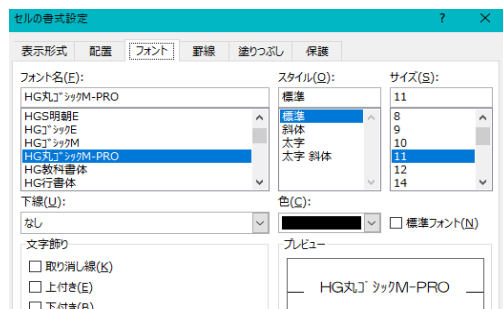 セルの書式設定 ? ×
表示形式 配置 フォント 罫線 塗りつぶし 保護
フォント名(F): スタイル(O): サイズ(S):
HG丸ｺﾞｼｯｸM-PRO 標準 11
HGS明朝E 標準 8
HGｺﾞｼｯｸE 斜体 9
HGｺﾞｼｯｸM 太字 10
HG丸ｺﾞｼｯｸM-PRO 太字 斜体 11
HG教科書体 12
HG行書体 14
下線(U): 色(C):
なし 標準フォント(N)
文字飾り プレビュー
取り消し線(K)
上付き(E) HG丸ｺﾞｼｯｸM-PRO
下付き(B)